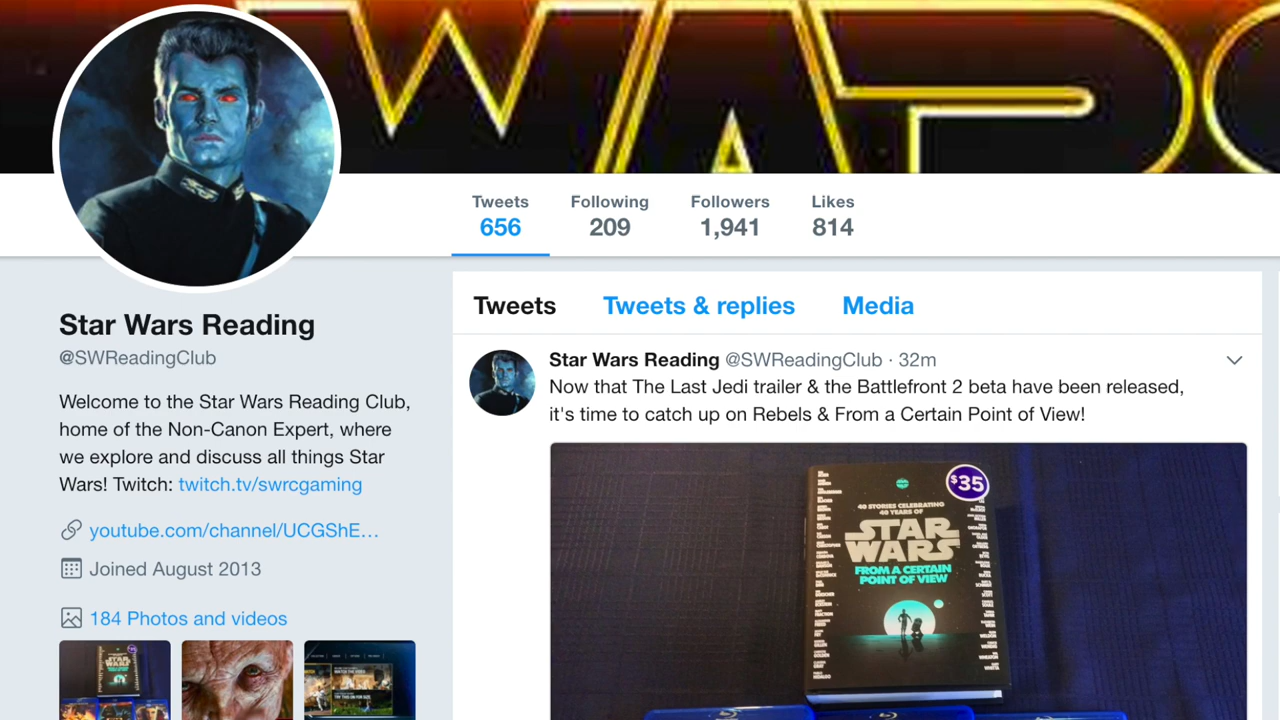 WARS
Tweets
656
Following
209
Followers
1,941
Likes
814
Star Wars Reading
@SWReadingClub
Welcome to the Star Wars Reading Club,
home of the Non-Canon Expert, where
we explore and discuss all things Star
Wars! Twitch: twitch.tv/swrcgaming
youtube.com/channel/UCGShE…
Joined August 2013
184 Photos and videos
Tweets
Tweets & replies
Media
Star Wars Reading @SWReadingClub · 32m
Now that The Last Jedi trailer & the Battlefront 2 beta have been released,
it's time to catch up on Rebels & From a Certain Point of View!
$35
40 STORIES CELEBRATING
40 YEARS OF
STAR
WARS
FROM A CERTAIN
POINT OF VIEW
STAR
WARS